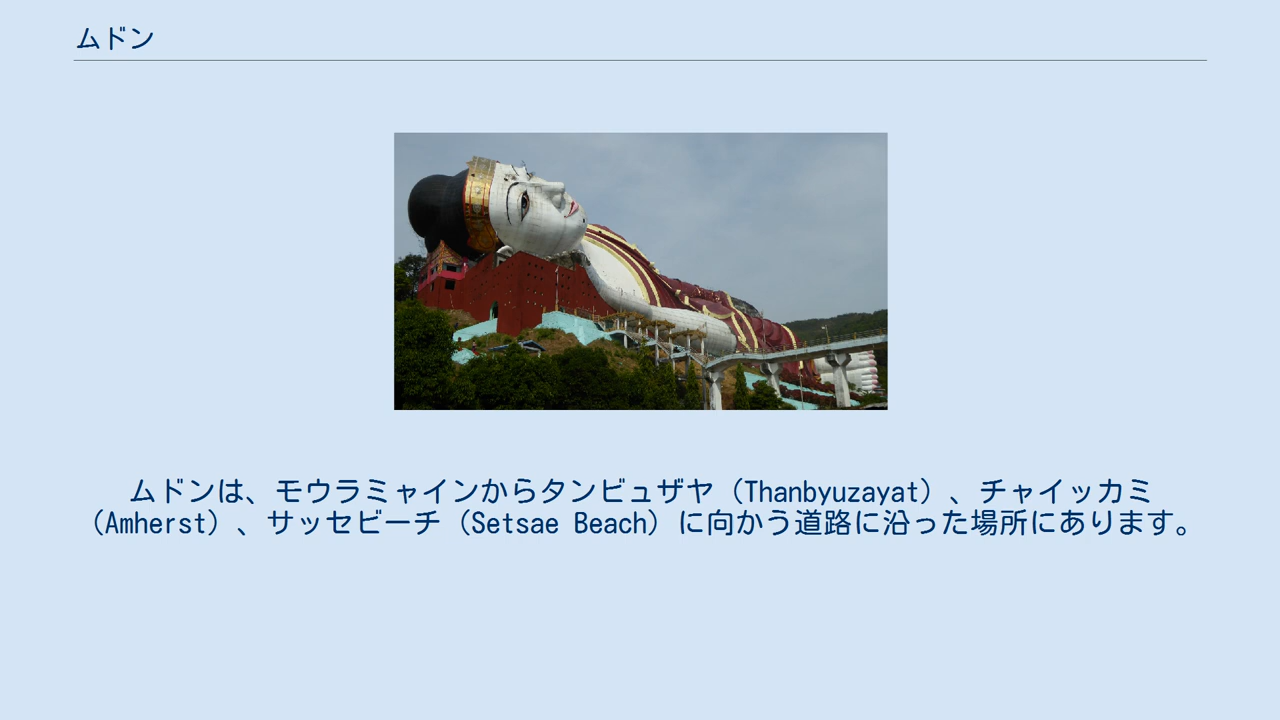 ムドン
ムドンは、モウラミャインからタンビュザヤ（Thanbyuzayat）、チャイッカミ
（Amherst）、サッセビーチ（Setsae Beach）に向かう道路に沿った場所にあります。